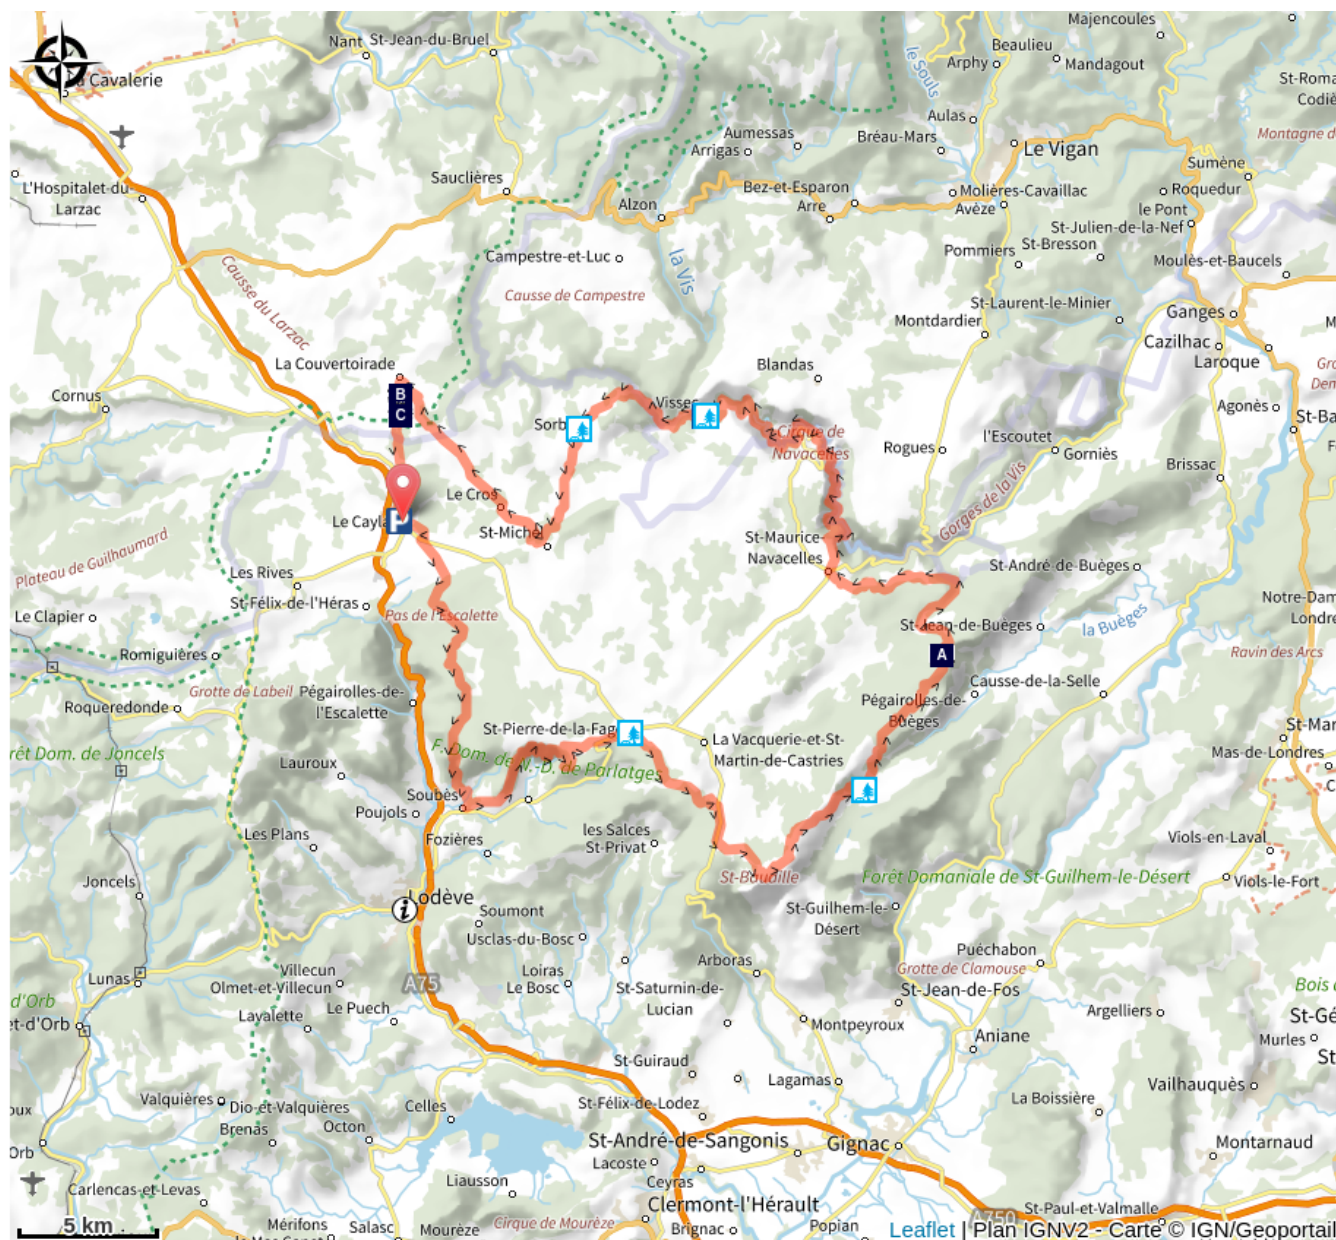 Majencoules
Nant
St-Jean-du-Bruel
Beaulieu
Arphy
Mandagout
le Souls
Cavalerie
St-Roma
Codiè
Aulas
Aumessas
Bréau-Mars
Arrigas
Le Vigan
Montagne d
Sumène
L'Hospitalet-du-
Larzac
Sauclières
Bez-et-Esparon
Arre
Alzon
Molières-Cavaillac
Avèze
Roquedur
le Pont
St-Julien-de-la-Nef
St-Bresson
Pommiers
Moulès-et-Baucels
Campestre-et-Luc
la Vis
Causse du Larzac
Causse de Campestre
St-Laurent-le-Minier
Montdardier
Ganges
Cazilhac
Laroque
La Couvertoirade
Blandas
Cornus
B
C
Visse
Sorb
Agonès
St-Ba
Cirque de
Navacelles
Rogues
l'Escoutet
Gorniès
Brissac
Gorges de la Vis
Le Cros
Le Cayla
P
St-Michel
St-Maurice-
Navacelles
Plateau de Guilhaumard
Les Rives
St-André-de-Buèges
St-Félix-de-l'Héras
Le Clapier
Pas de l'Escalette
Notre-Dam
Londre
St-Jean-de-Buèges
la Buèges
Romiguières
A
Ravin des Arcs
Grotte de Labeil
Pégairolles-de-
l'Escalette
Causse-de-la-Selle
Pégairolles-de-
Buèges
Roqueredonde
St-Pierre-de-la-Fag
La Vacquerie-et-St-
Martin-de-Castries
St-Mar
Mas-de-Londres
rêt Dom. de Joncels
F. Dom. de N.-D. de Parlatges
Lauroux
Soubès
Poujols
Les Plans
Fozières
les Salces
St-Privat
Viols-en-Laval
Joncels
St-Baudille
Forêt Domaniale de St-Guilhem-le-Désert
Viols-le-Fort
i
Lodève
Soumont
St-Guilhem-le-
Désert
Usclas-du-Bosc
Puéchabon
Arboras
Grotte de Clamouse
Lunas
Villecun
Olmet-et-Villecun
A75
Loiras
Le Bosc
St-Saturnin-de-
Lucian
St-Jean-de-Fos
Bois
d'Orb
et-d'Orb
Le Puech
Lavalette
Montpeyroux
Argelliers
St-Gé
Aniane
Murles
St-Guiraud
Lagamas
Vailhauquès
Valquières
Dio-et-Valquières
Brenas
Octon
Celles
St-Félix-de-Lodez
La Boissière
St-André-de-Sangonis
Gignac
Montarnaud
Lacoste
Ceyras
Carlencas-et-Levas
Liausson
Clermont-l'Hérault
St-Paul-et-Valmalle
5 km
Mérifons
Salasc
Mourèze
Cirque de Mourèze
Brignac
Popian
A750
Leaflet | Plan IGNV2 - Carte © IGN/Geoportail